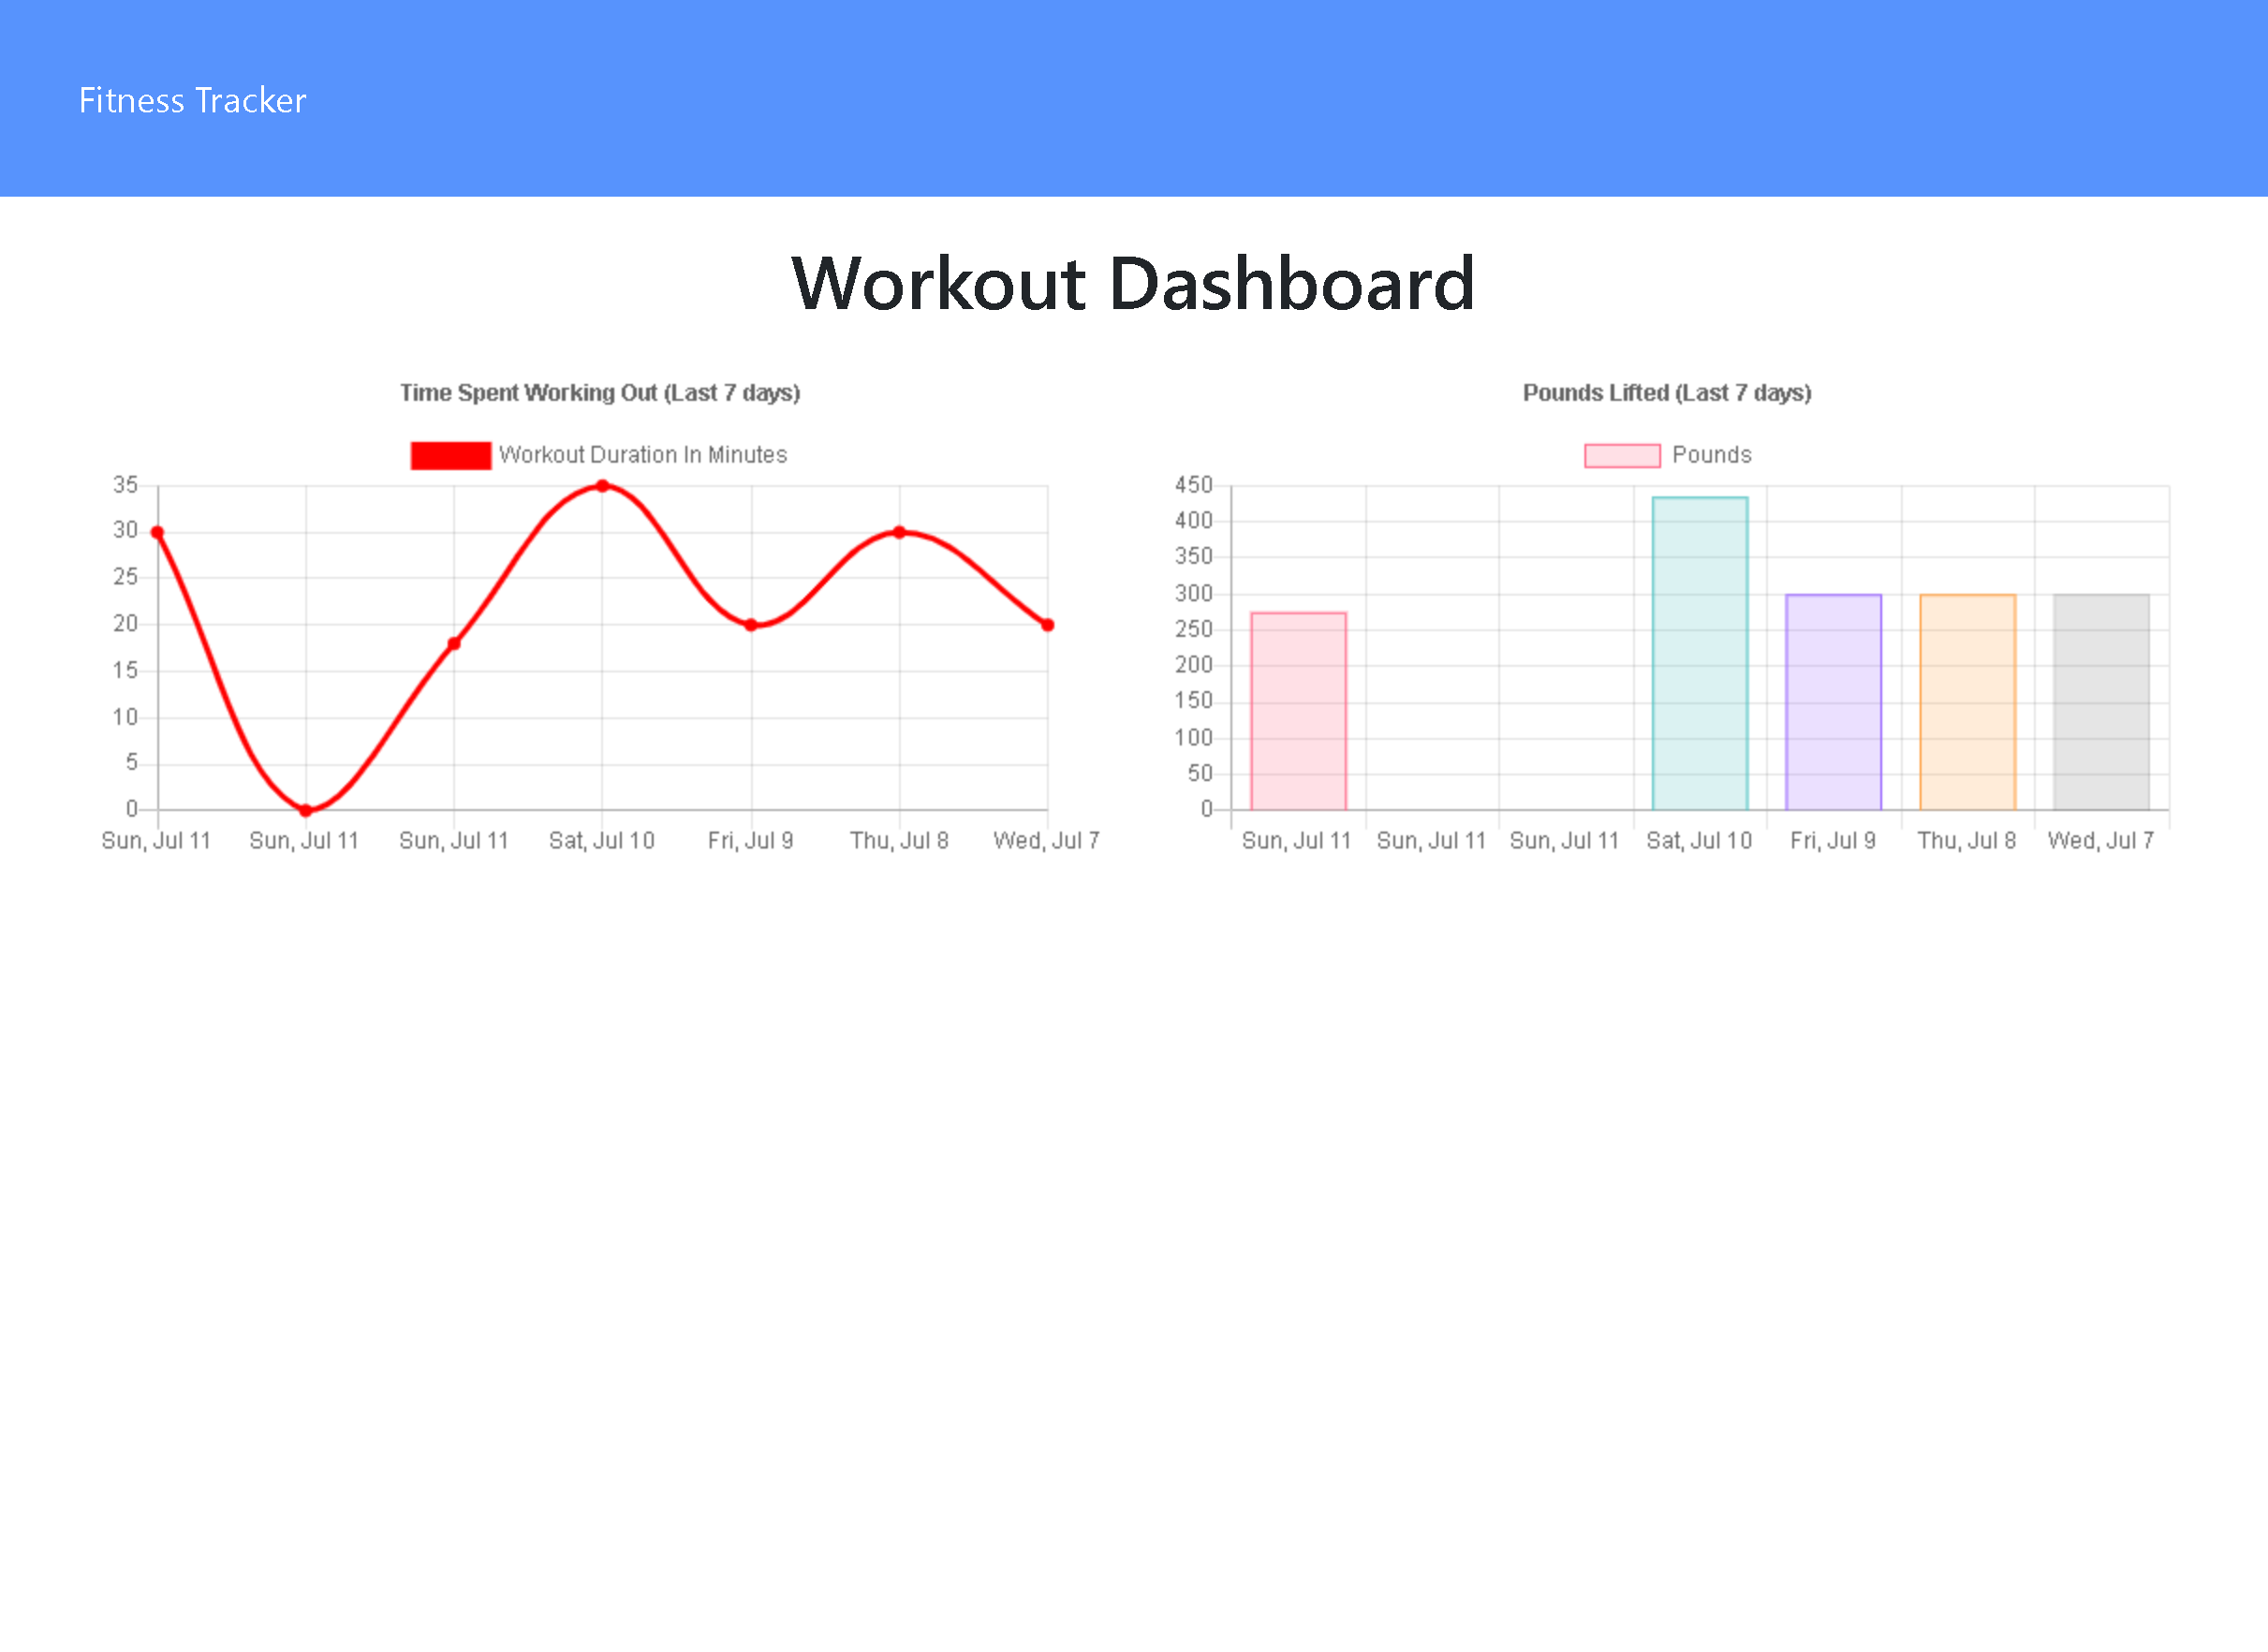 Fitness Tracker
Workout Dashboard
Time Spent Working Out (Last 7 days)
Workout Duration In Minutes
35
30
25
20
15
10
5
0
Sun, Jul 11 Sun, Jul 11 Sun, Jul 11 Sat, Jul 10 Fri, Jul 9 Thu, Jul 8 Wed, Jul 7
Pounds Lifted (Last 7 days)
Pounds
450
400
350
300
250
200
150
100
50
0
Sun, Jul 11 Sun, Jul 11 Sun, Jul 11 Sat, Jul 10 Fri, Jul 9 Thu, Jul 8 Wed, Jul 7